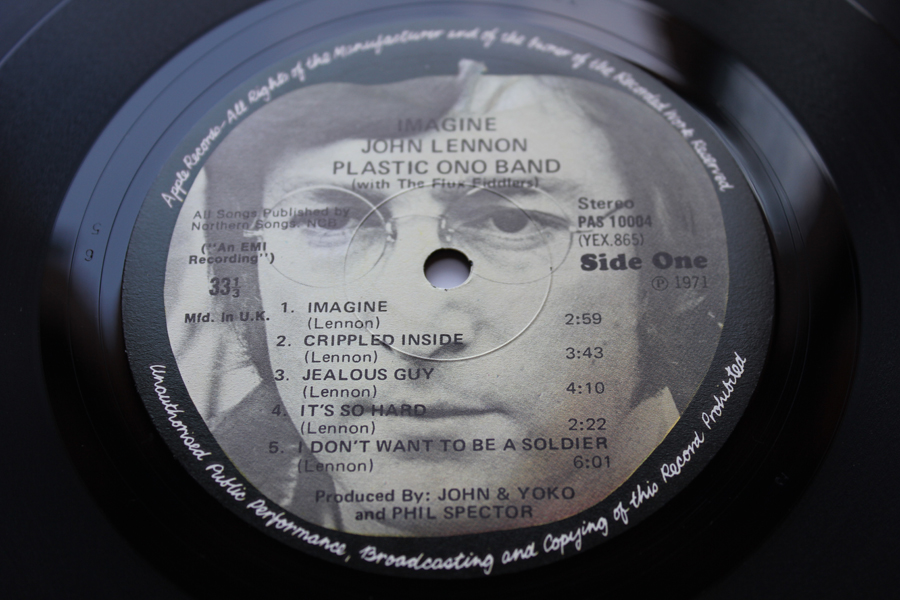 Apple Records-All Rights of the Manufacturer and of the Owner of the Recorded Work Reserved
IMAGINE
JOHN LENNON
PLASTIC ONO BAND
(with The Flux Fiddlers)
All Songs Published by
Northern Songs. NCB
("An EMI
Recording")
33⅓
Mfd. In U.K.
Stereo
PAS 10004
(YEX.865)
Side One
Ⓟ 1971
1. IMAGINE
(Lennon) 2:59
2. CRIPPLED INSIDE
(Lennon) 3:43
3. JEALOUS GUY
(Lennon) 4:10
4. IT'S SO HARD
(Lennon) 2:22
5. I DON'T WANT TO BE A SOLDIER
(Lennon) 6:01
Produced By: JOHN & YOKO
and PHIL SPECTOR
Unauthorised Public Performance, Broadcasting and Copying of this Record Prohibited